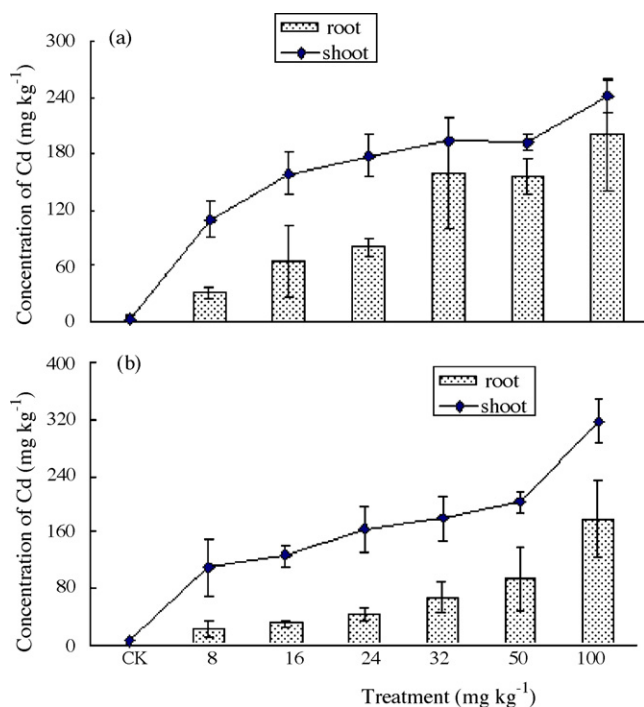 root
shoot
(a)
300
240
180
120
60
0
Concentration of Cd (mg kg⁻¹)
(b)
root
shoot
400
320
160
80
0
Concentration of Cd (mg kg⁻¹)
CK 8 16 24 32 50 100
Treatment (mg kg⁻¹)